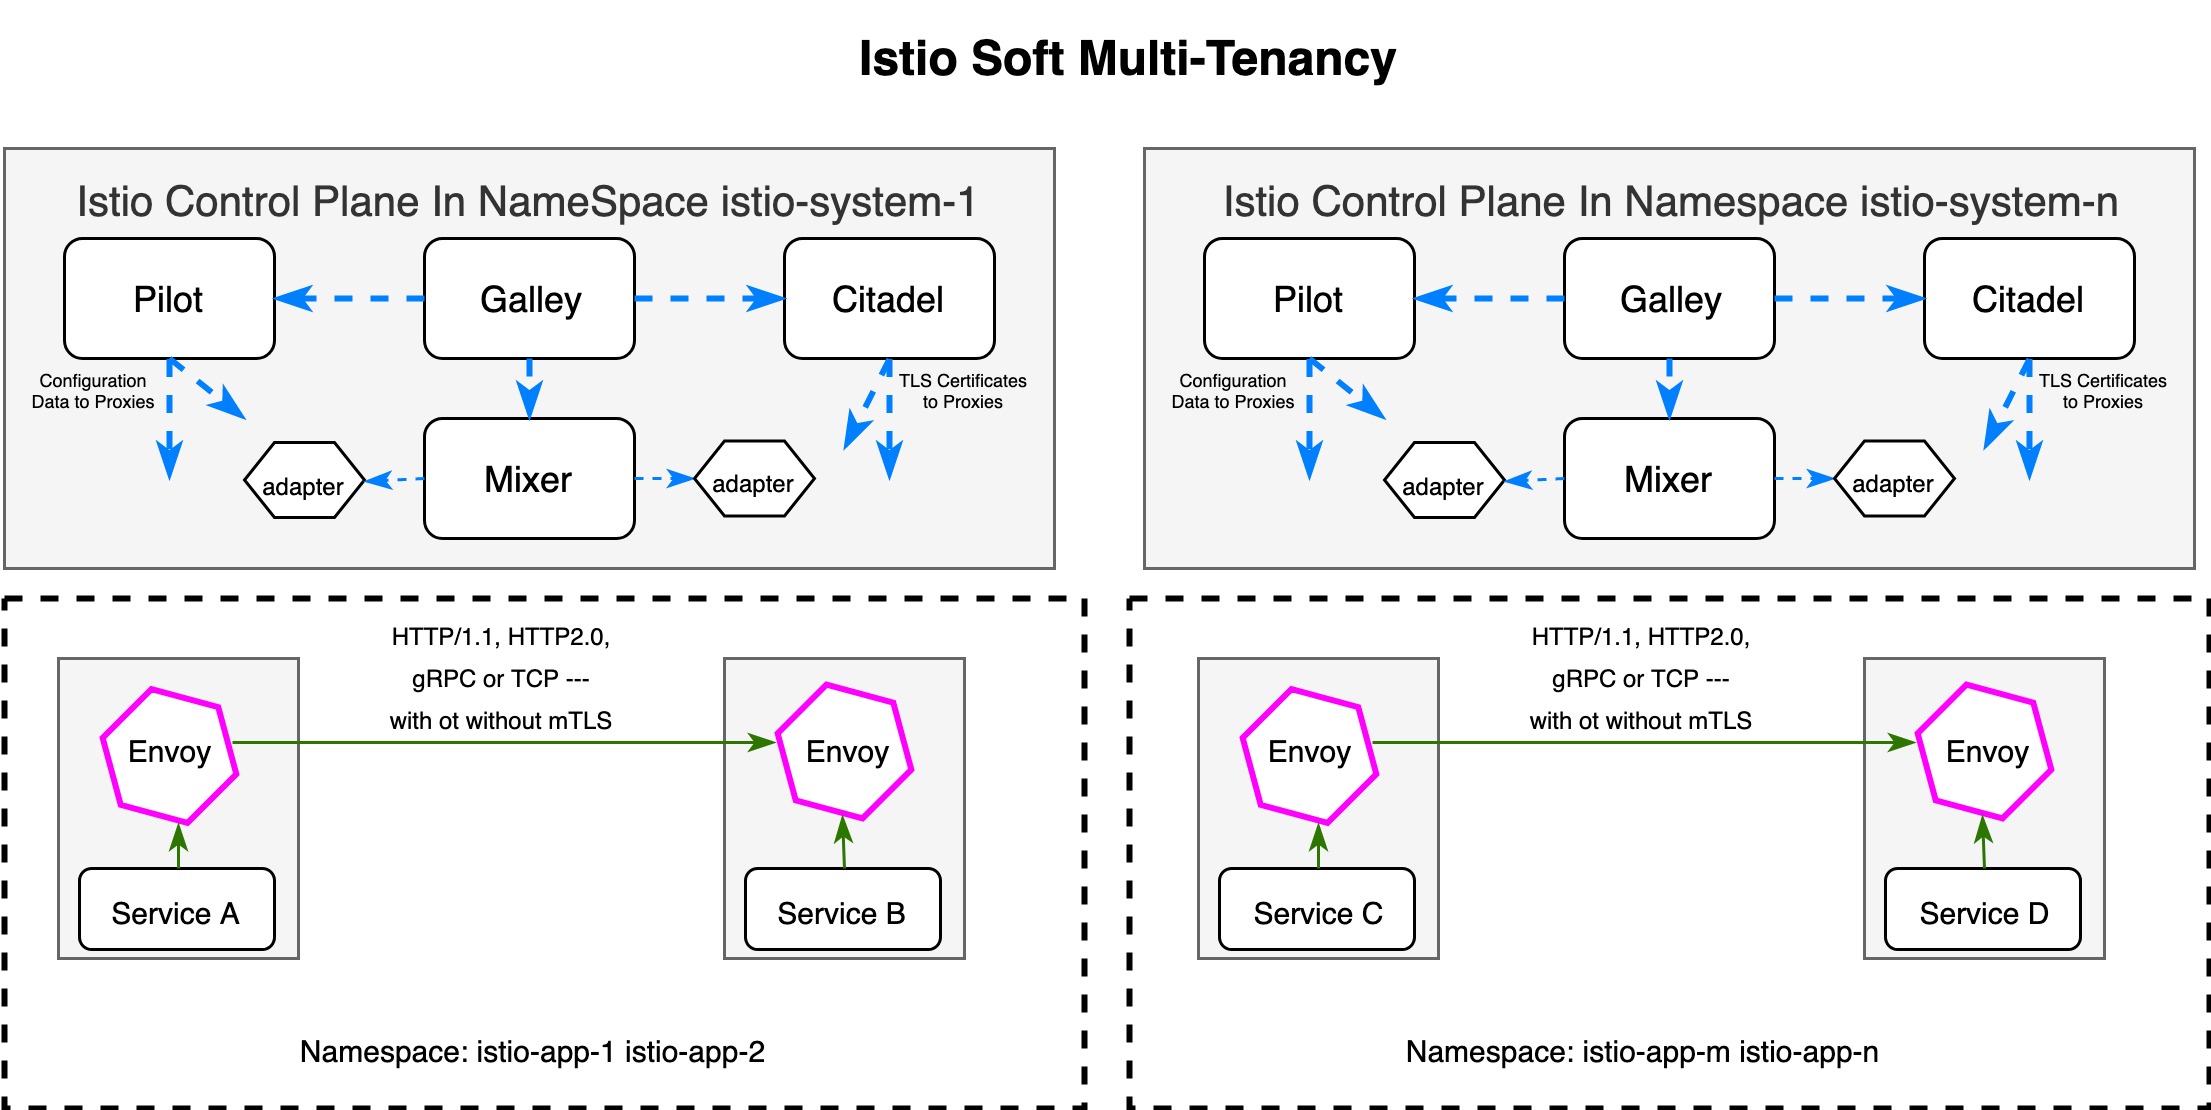 Istio Soft Multi-Tenancy
Istio Control Plane In NameSpace istio-system-1
Pilot
Galley
Citadel
Configuration
Data to Proxies
TLS Certificates
to Proxies
adapter
Mixer
adapter
Istio Control Plane In Namespace istio-system-n
Pilot
Galley
Citadel
Configuration
Data to Proxies
TLS Certificates
to Proxies
adapter
Mixer
adapter
HTTP/1.1, HTTP2.0,
gRPC or TCP ---
with ot without mTLS
Envoy
Envoy
Service A
Service B
Namespace: istio-app-1 istio-app-2
HTTP/1.1, HTTP2.0,
gRPC or TCP ---
with ot without mTLS
Envoy
Envoy
Service C
Service D
Namespace: istio-app-m istio-app-n